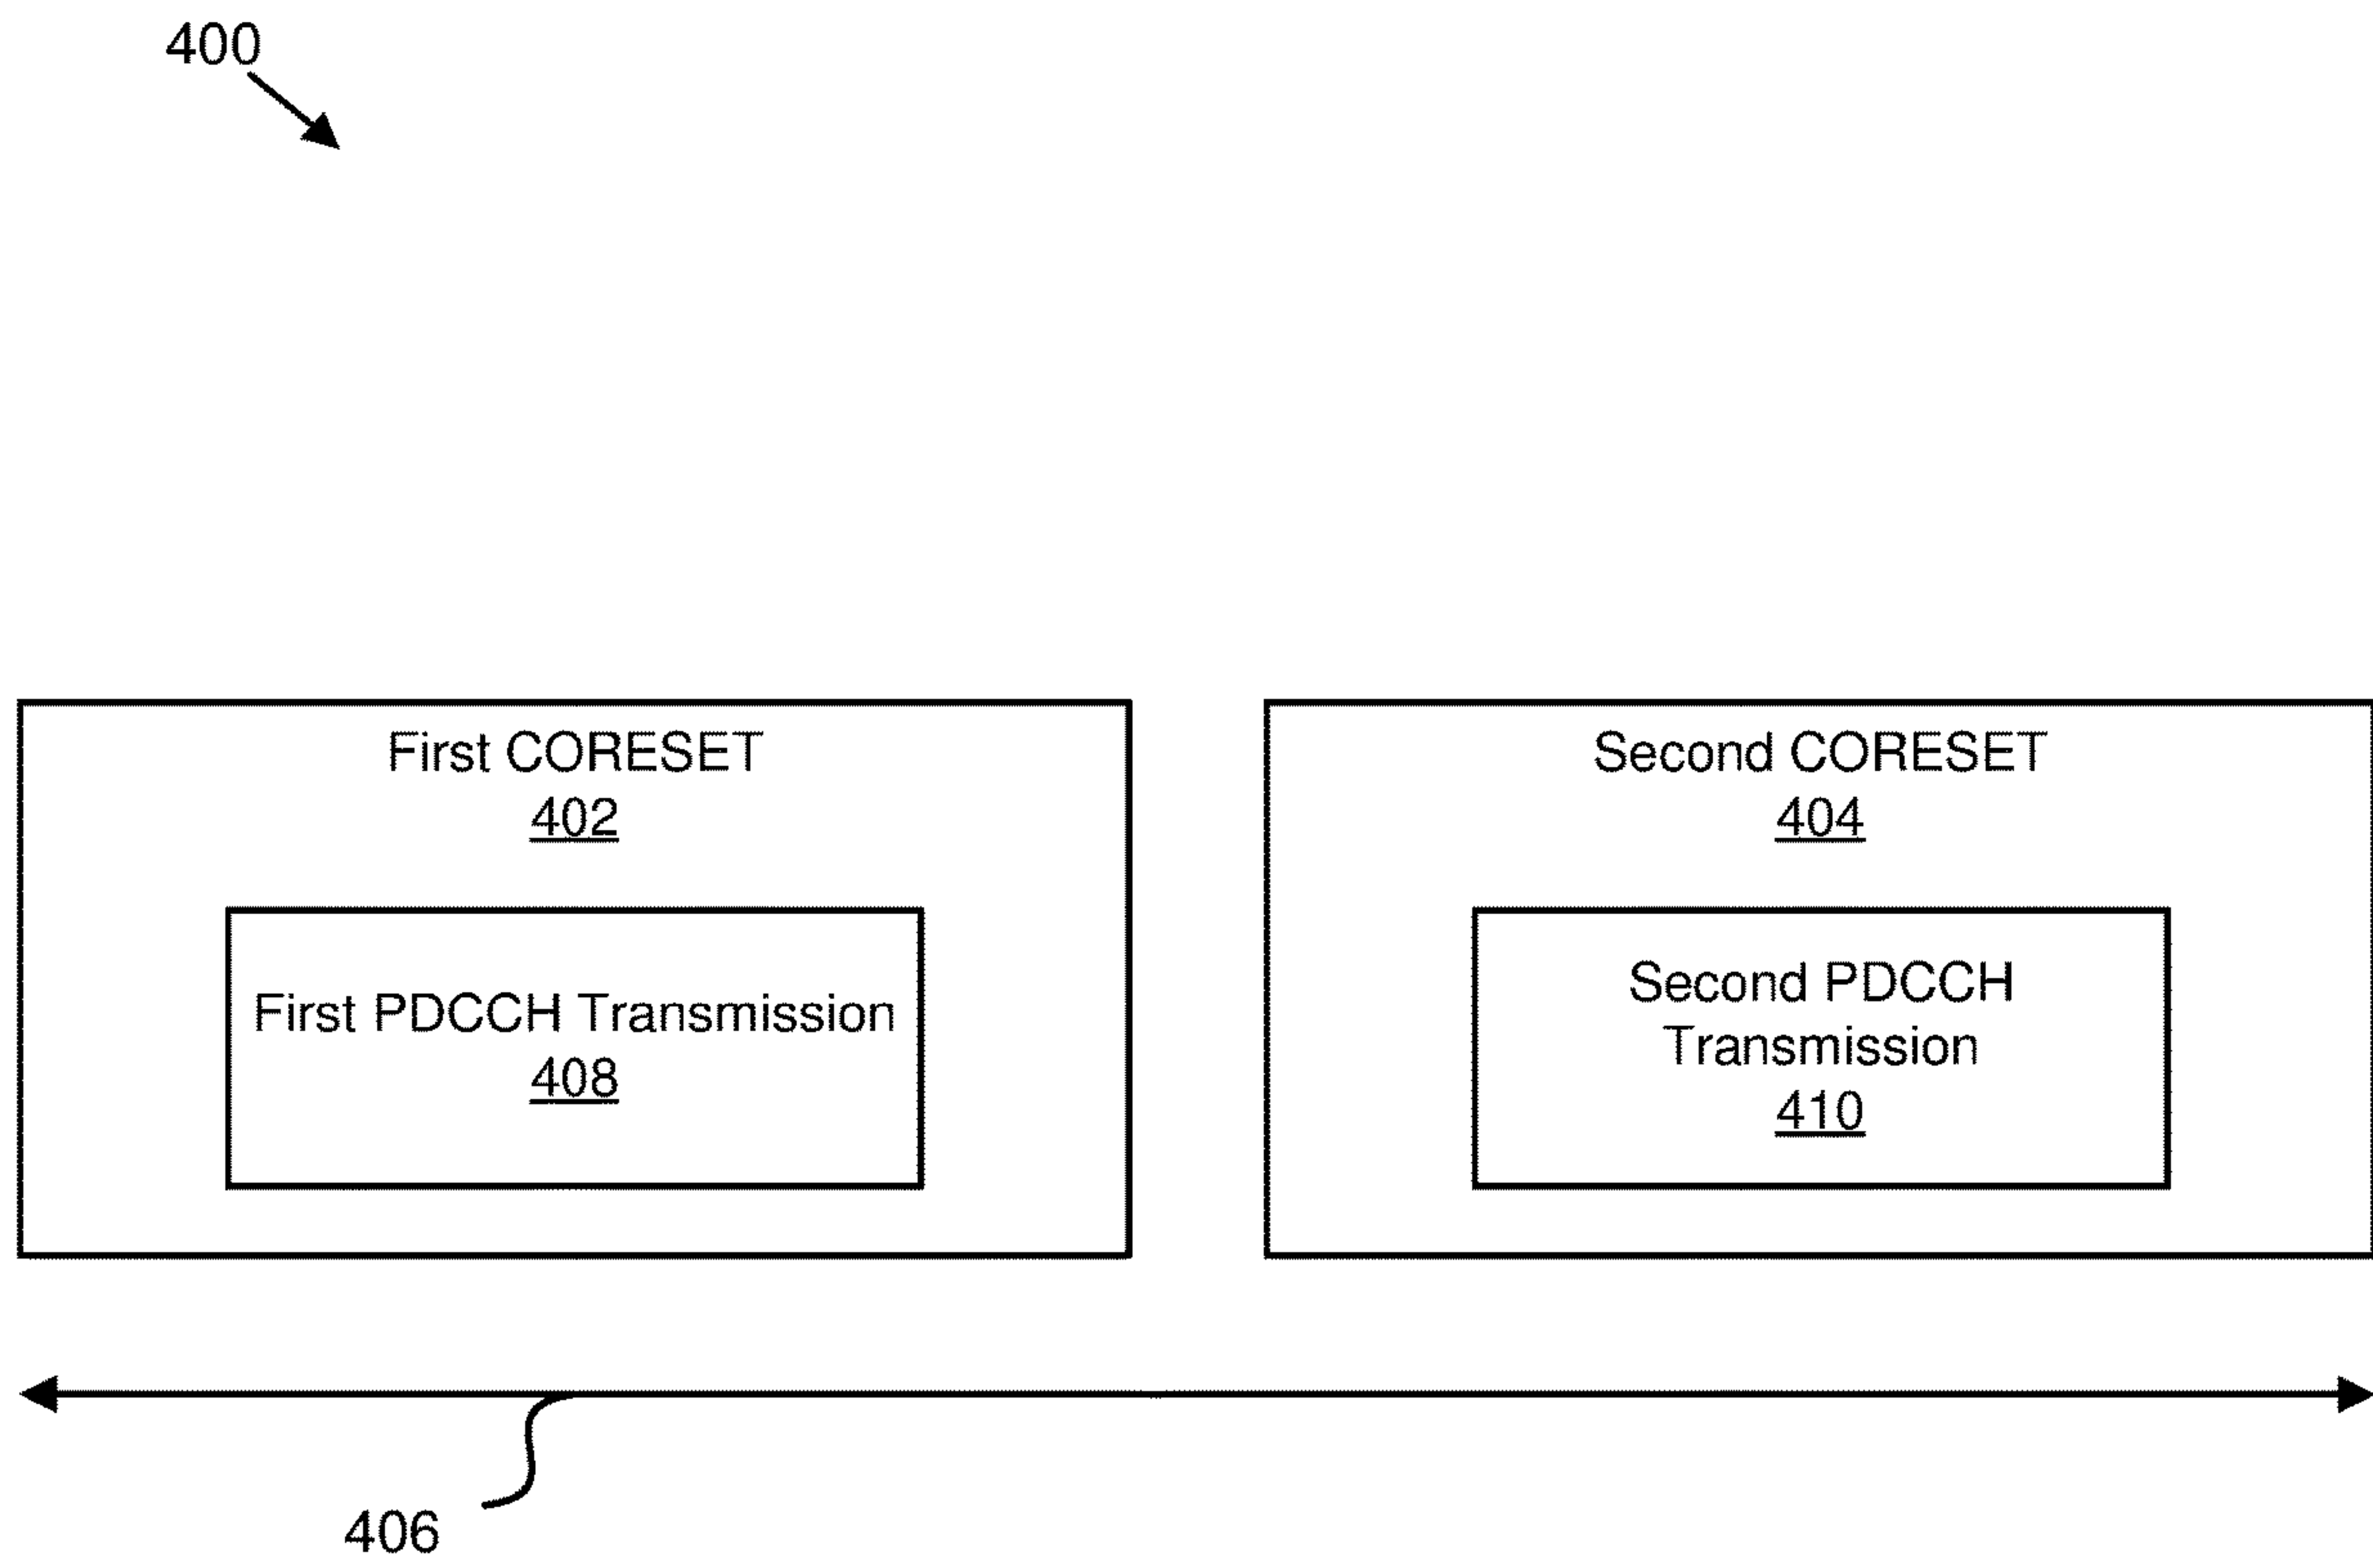 400
First CORESET
402
First PDCCH Transmission
408
Second CORESET
404
Second PDCCH
Transmission
410
406